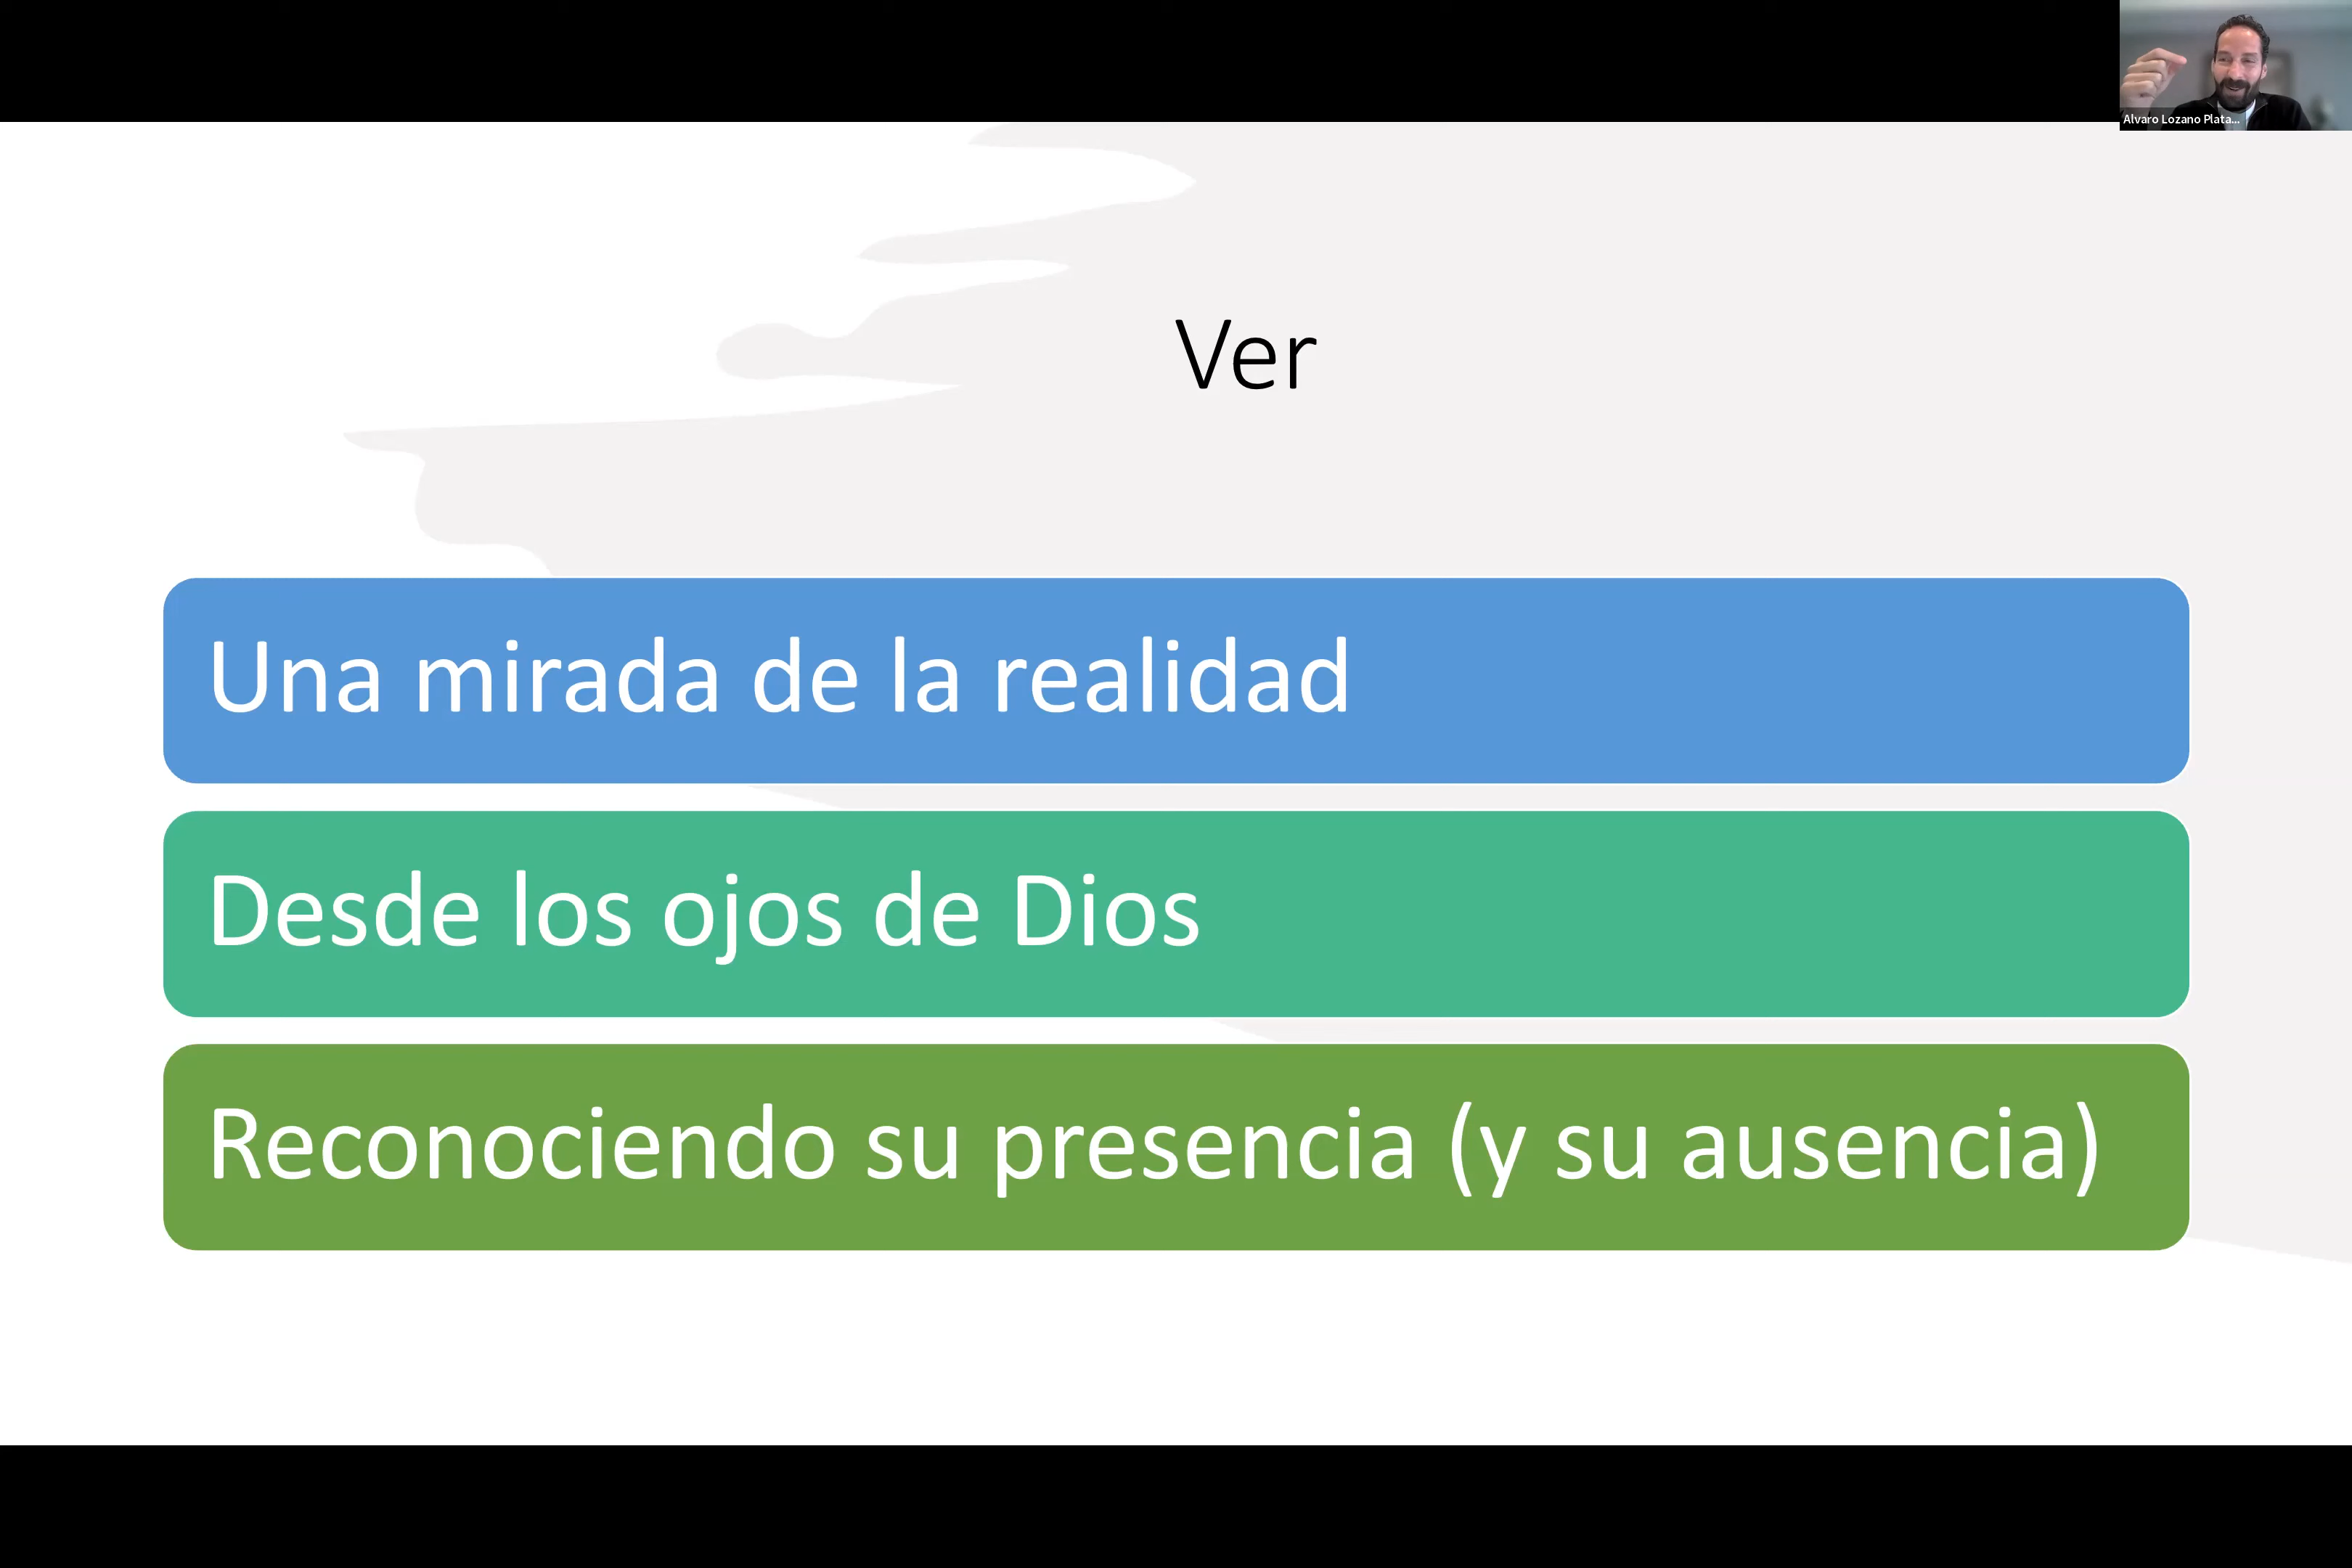 Alvaro Lozano Plata...
Ver
Una mirada de la realidad
Desde los ojos de Dios
Reconociendo su presencia (y su ausencia)